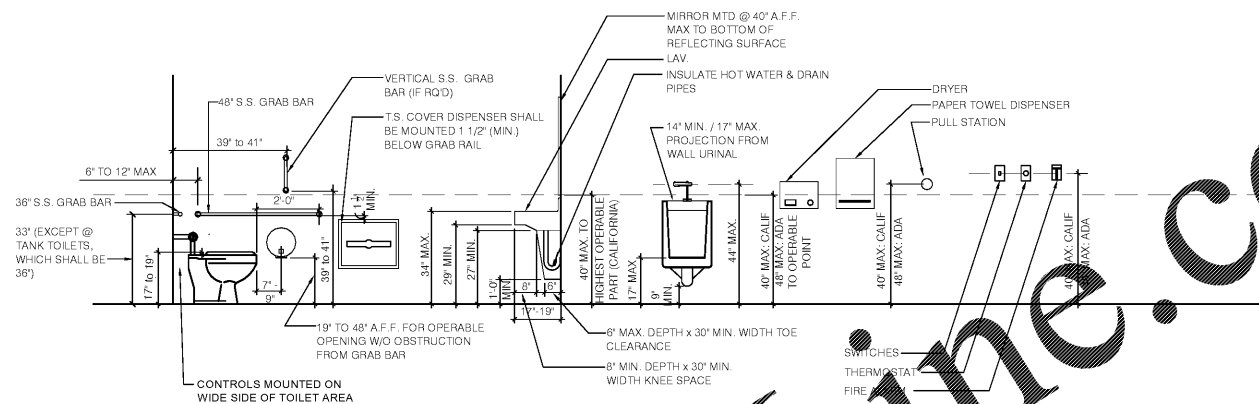 MIRROR MTD @ 40" A.F.F.
MAX TO BOTTOM OF
REFLECTING SURFACE
LAV.
INSULATE HOT WATER & DRAIN
PIPES
VERTICAL S.S. GRAB
BAR (IF RQ'D)
48" S.S. GRAB BAR
T.S. COVER DISPENSER SHALL
BE MOUNTED 1 1/2" (MIN.)
BELOW GRAB RAIL
39" to 41"
6" TO 12" MAX
36" S.S. GRAB BAR
33" (EXCEPT @
TANK TOILETS,
WHICH SHALL BE
36")
17" to 19"
2'-0"
7" -
9"
39" to 41"
1 1/2"
MIN.
19" TO 48" A.F.F. FOR OPERABLE
OPENING W/O OBSTRUCTION
FROM GRAB BAR
CONTROLS MOUNTED ON
WIDE SIDE OF TOILET AREA
34" MAX.
29" MIN.
27" MIN.
1'-0"
MIN.
8"
6"
17"-19"
40" MAX. TO
HIGHEST OPERABLE
PART (CALIFORNIA)
6" MAX. DEPTH x 30" MIN. WIDTH TOE
CLEARANCE
8" MIN. DEPTH x 30" MIN.
WIDTH KNEE SPACE
14" MIN. / 17" MAX.
PROJECTION FROM
WALL URINAL
17" MAX.
9"
MIN.
44" MAX.
DRYER
PAPER TOWEL DISPENSER
PULL STATION
40" MAX: CALIF
48" MAX: ADA
TO OPERABLE
POINT
40" MAX: CALIF
48" MAX: ADA
40" MAX: CALIF
MAX: ADA
SWITCHES
THERMOSTAT
FIRE
ine.c